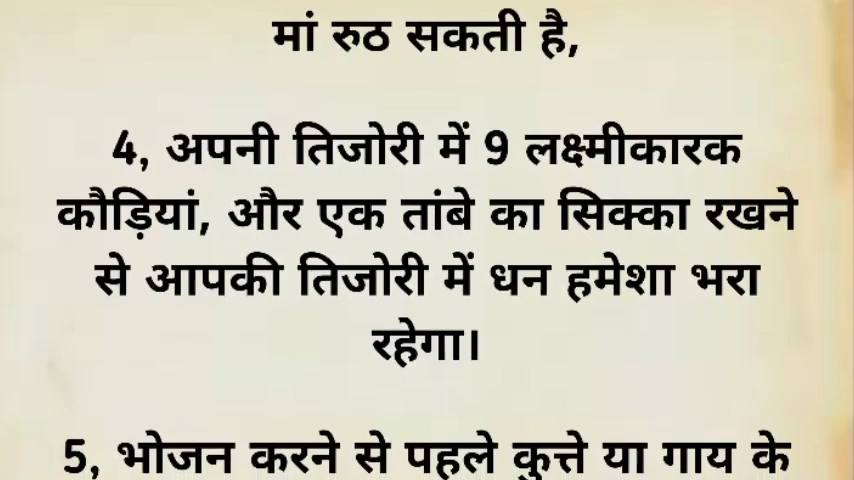 मां रुठ सकती है,
4, अपनी तिजोरी में 9 लक्ष्मीकारक
कौड़ियां, और एक तांबे का सिक्का रखने
से आपकी तिजोरी में धन हमेशा भरा
रहेगा।
5, भोजन करने से पहले कुत्ते या गाय के